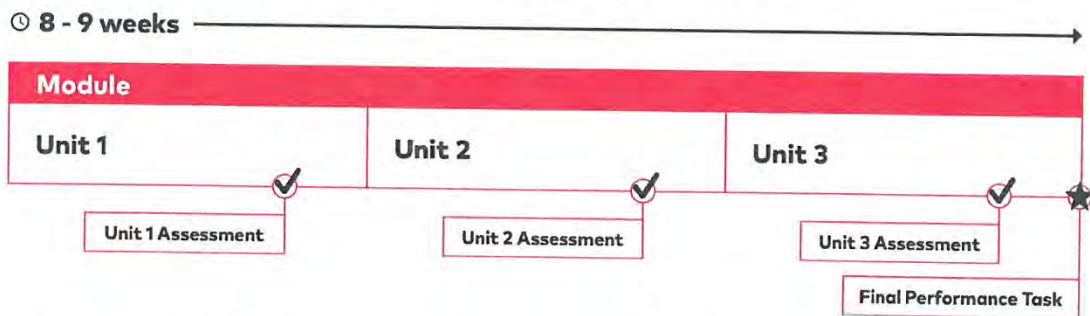 8 - 9 weeks
Module
Unit 1
Unit 2
Unit 3
Unit 1 Assessment
Unit 2 Assessment
Unit 3 Assessment
Final Performance Task